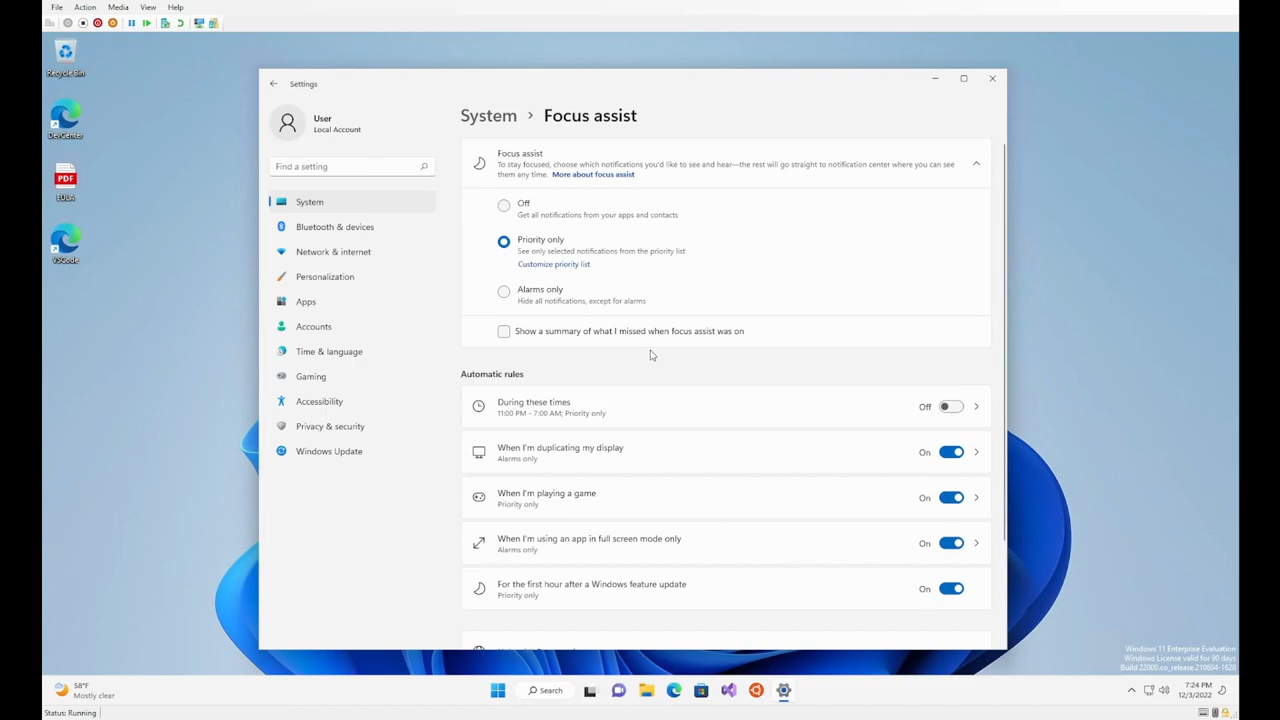 File Action Media View Help
Recycle Bin
DevCenter
PDF
EULA
VSCode
Settings
User
Local Account
Find a setting
System
Bluetooth & devices
Network & internet
Personalization
Apps
Accounts
Time & language
Gaming
Accessibility
Privacy & security
Windows Update
System > Focus assist
Focus assist
To stay focused, choose which notifications you'd like to see and hear—the rest will go straight to notification center where you can see
them any time. More about focus assist
Off
Get all notifications from your apps and contacts
Priority only
See only selected notifications from the priority list
Customize priority list
Alarms only
Hide all notifications, except for alarms
Show a summary of what I missed when focus assist was on
Automatic rules
During these times
11:00 PM - 7:00 AM; Priority only
Off
When I'm duplicating my display
Alarms only
On
When I'm playing a game
Priority only
On
When I'm using an app in full screen mode only
Alarms only
On
For the first hour after a Windows feature update
Priority only
On
Windows 11 Enterprise Evaluation
Windows License valid for 90 days
Build 22000.co_release.210604-1628
58°F
Mostly clear
Search
7:24 PM
12/3/2022
Status: Running